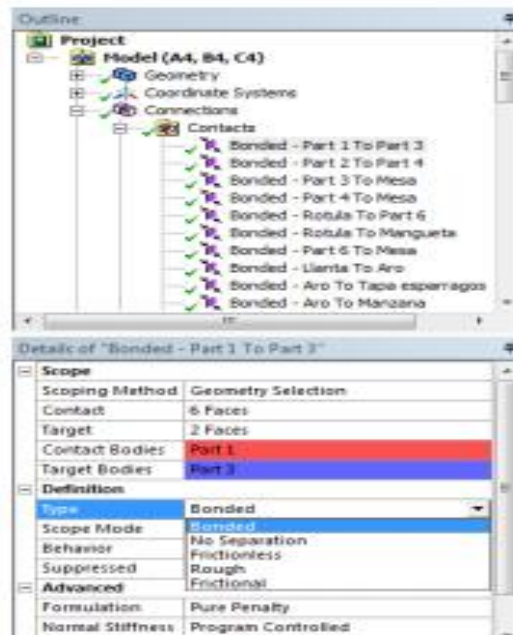 Outline
Project
Model (A4, B4, C4)
Geometry
Coordinate Systems
Connections
Contacts
Bonded - Part 1 To Part 3
Bonded - Part 2 To Part 4
Bonded - Part 3 To Mesa
Bonded - Part 4 To Mesa
Bonded - Rotula To Part 6
Bonded - Rotula To Mangueta
Bonded - Part 6 To Mesa
Bonded - Llanta To Aro
Bonded - Aro To Tapa esparragos
Bonded - Aro To Manzana
Details of "Bonded - Part 1 To Part 3"
Scope
Scoping Method Geometry Selection
Contact 6 Faces
Target 2 Faces
Contact Bodies Part 1
Target Bodies Part 3
Definition
Type Bonded
Scope Mode Bonded
No Separation
Behavior Frictionless
Suppressed Rough
Advanced Frictional
Formulation Pure Penalty
Normal Stiffness Program Controlled